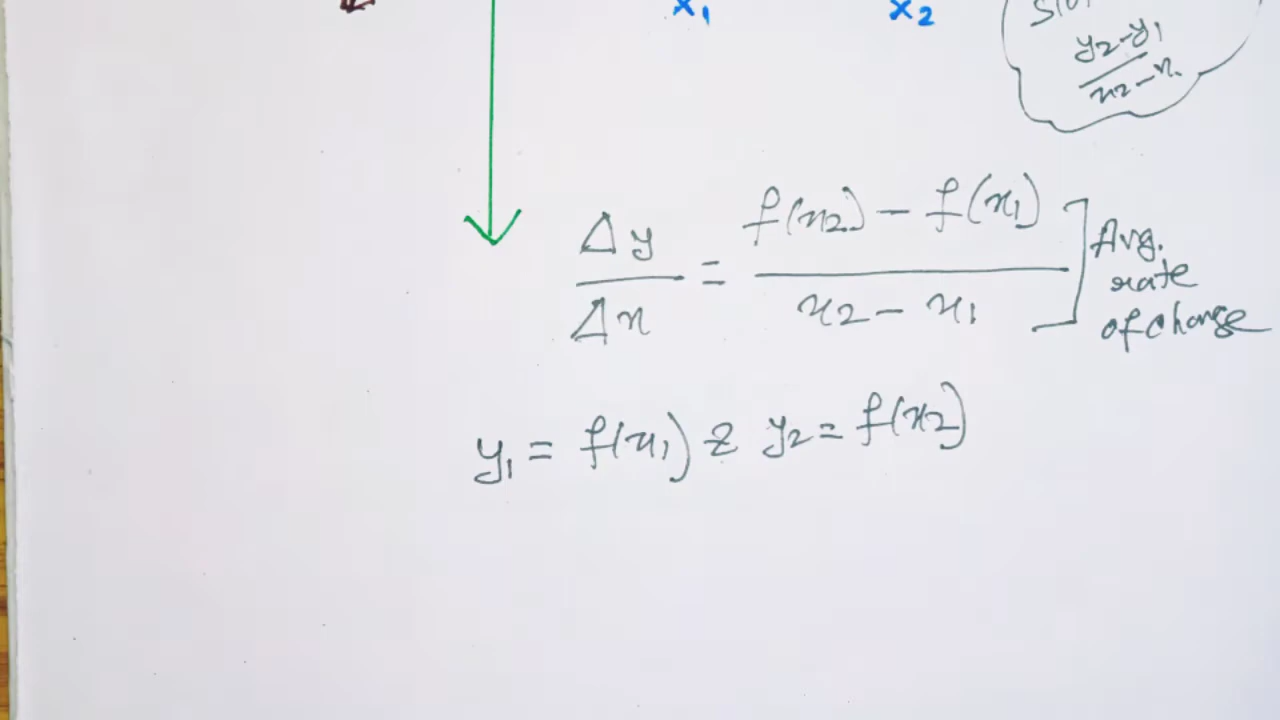 x₁ x₂
y₂-y₁
x₂-x₁
Δy/Δx = (f(x₂) - f(x₁))/(x₂ - x₁) ] Avg.
rate
of change
y₁ = f(x₁) & y₂ = f(x₂)